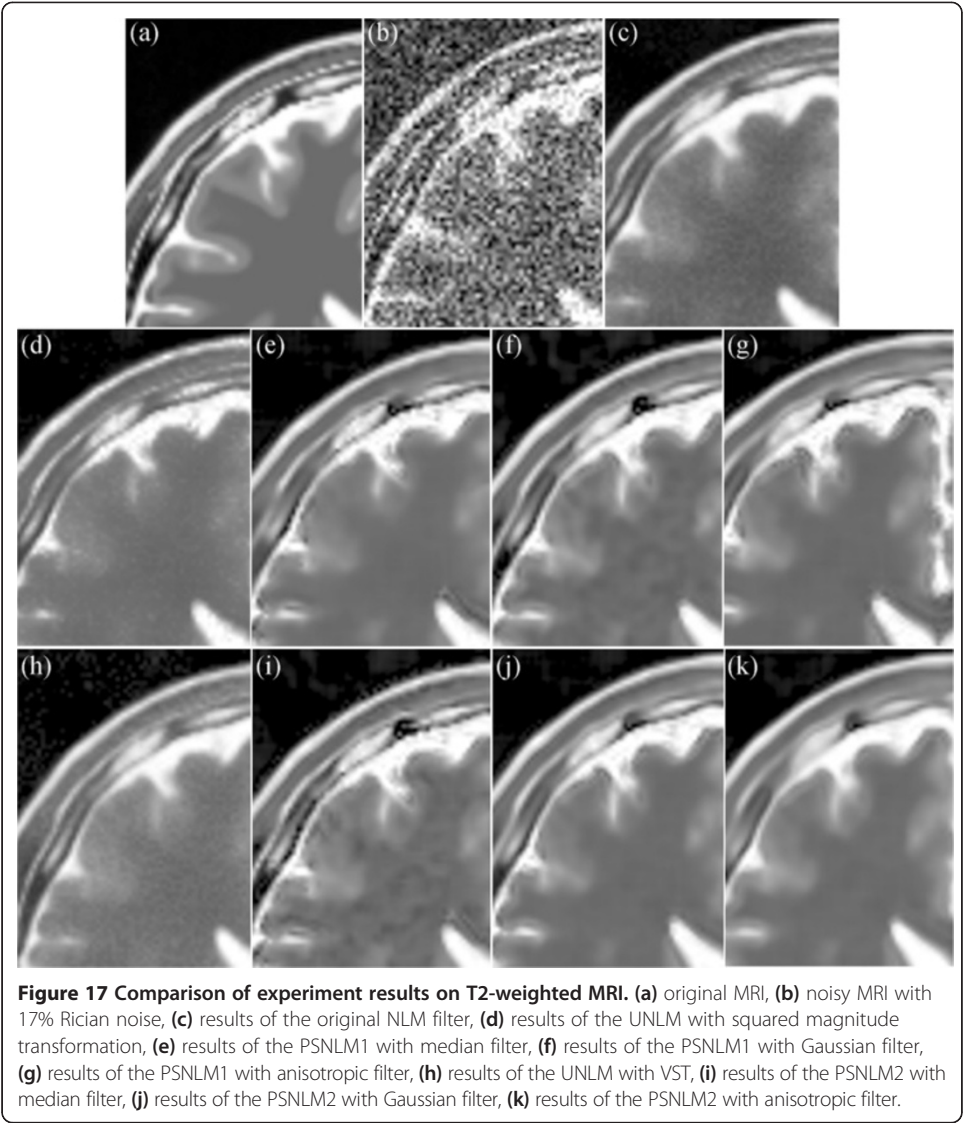 (a) (b) (c)
(d) (e) (f) (g)
(h) (i) (j) (k)
Figure 17 Comparison of experiment results on T2-weighted MRI. (a) original MRI, (b) noisy MRI with
17% Rician noise, (c) results of the original NLM filter, (d) results of the UNLM with squared magnitude
transformation, (e) results of the PSNLM1 with median filter, (f) results of the PSNLM1 with Gaussian filter,
(g) results of the PSNLM1 with anisotropic filter, (h) results of the UNLM with VST, (i) results of the PSNLM2 with
median filter, (j) results of the PSNLM2 with Gaussian filter, (k) results of the PSNLM2 with anisotropic filter.